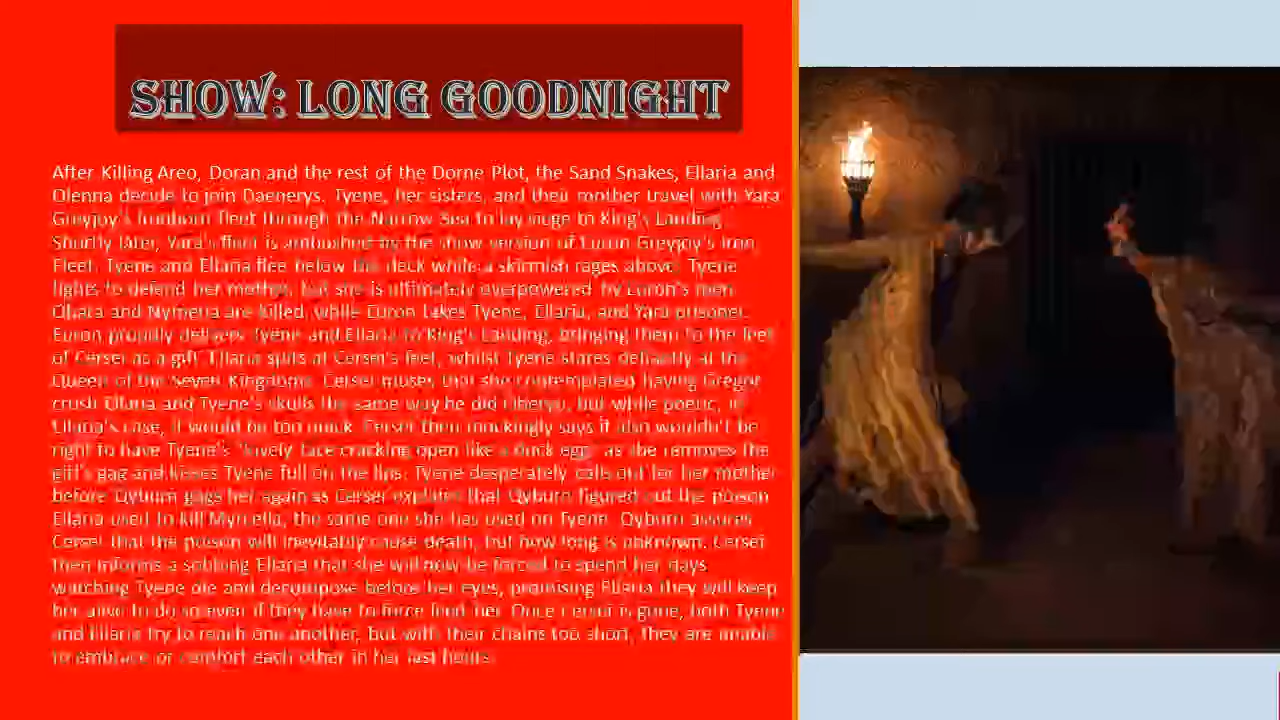 SHOW: LONG GOODNIGHT
After Killing Areo, Doran and the rest of the Dorne Plot, the Sand Snakes, Ellaria and
Olenna decide to join Daenerys. Tyene, her sisters, and their mother travel with Yara
Greyjoy's Ironborn fleet through the Narrow Sea to lay siege to King's Landing.
Shortly later, Yara's fleet is ambushed by the show version of Euron Greyjoy's Iron
Fleet. Tyene and Ellaria flee below the deck while a skirmish rages above. Tyene
fights to defend her mother, but she is ultimately overpowered by Euron's men.
Obara and Nymeria are killed, while Euron takes Tyene, Ellaria, and Yara prisoner.
Euron proudly delivers Tyene and Ellaria to King's Landing, bringing them to the feet
of Cersei as a gift. Ellaria spits at Cersei's feet, whilst Tyene stares defiantly at the
Queen of the Seven Kingdoms. Cersei muses that she contemplated having Gregor
crush Ellaria and Tyene's skulls the same way he did Oberyn, but while poetic, in
Ellaria's case, it would be too quick. Cersei then mockingly says it also wouldn't be
right to have Tyene's "lovely face cracking open like a duck egg" as she removes the
girl's gag and kisses Tyene full on the lips. Tyene desperately calls out for her mother
before Qyburn gags her again as Cersei explains that Qyburn figured out the poison
Ellaria used to kill Myrcella, the same one she has used on Tyene. Qyburn assures
Cersei that the poison will inevitably cause death, but how long is unknown. Cersei
then informs a sobbing Ellaria that she will now be forced to spend her days
watching Tyene die and decompose before her eyes, promising Ellaria they will keep
her alive to do so even if they have to force feed her. Once Cersei is gone, both Tyene
and Ellaria try to reach one another, but with their chains too short, they are unable
to embrace or comfort each other in her last hours.